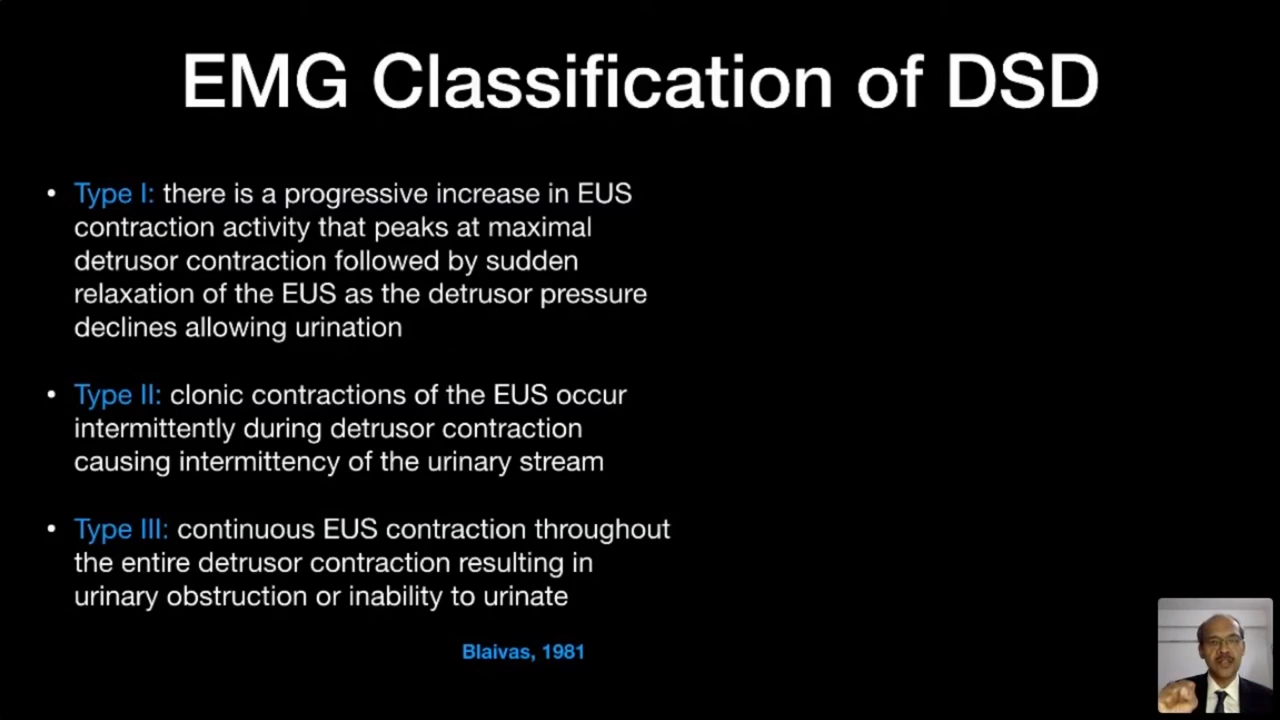 EMG Classification of DSD
• Type I: there is a progressive increase in EUS
contraction activity that peaks at maximal
detrusor contraction followed by sudden
relaxation of the EUS as the detrusor pressure
declines allowing urination
• Type II: clonic contractions of the EUS occur
intermittently during detrusor contraction
causing intermittency of the urinary stream
• Type III: continuous EUS contraction throughout
the entire detrusor contraction resulting in
urinary obstruction or inability to urinate
Blaivas, 1981